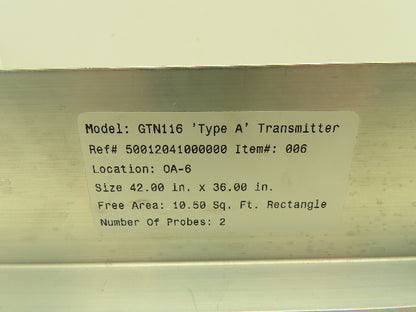 Model: GTN116 'Type A' Transmitter
Ref# 50012041000000 Item#: 006
Location: OA-6
Size 42.00 in. x 36.00 in.
Free Area: 10.50 Sq. Ft. Rectangle
Number Of Probes: 2